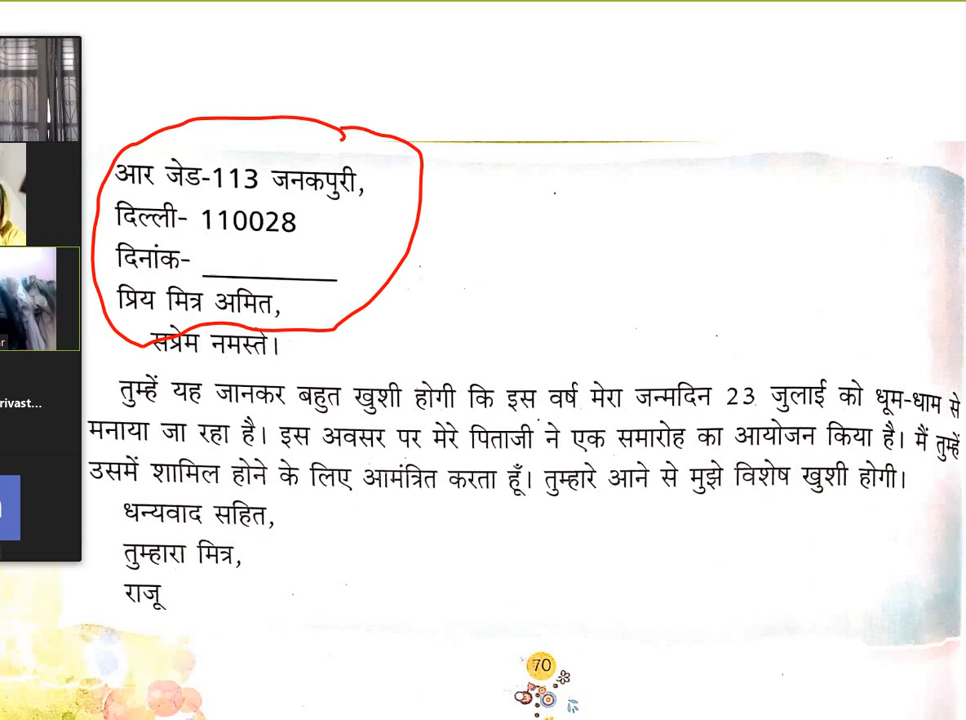 आर जेड-113 जनकपुरी,
दिल्ली- 110028
दिनांक- ____________
प्रिय मित्र अमित,
सप्रेम नमस्ते।
तुम्हें यह जानकर बहुत खुशी होगी कि इस वर्ष मेरा जन्मदिन 23 जुलाई को धूम-धाम से
मनाया जा रहा है। इस अवसर पर मेरे पिताजी ने एक समारोह का आयोजन किया है। मैं तुम्हें
उसमें शामिल होने के लिए आमंत्रित करता हूँ। तुम्हारे आने से मुझे विशेष खुशी होगी।
धन्यवाद सहित,
तुम्हारा मित्र,
राजू
70